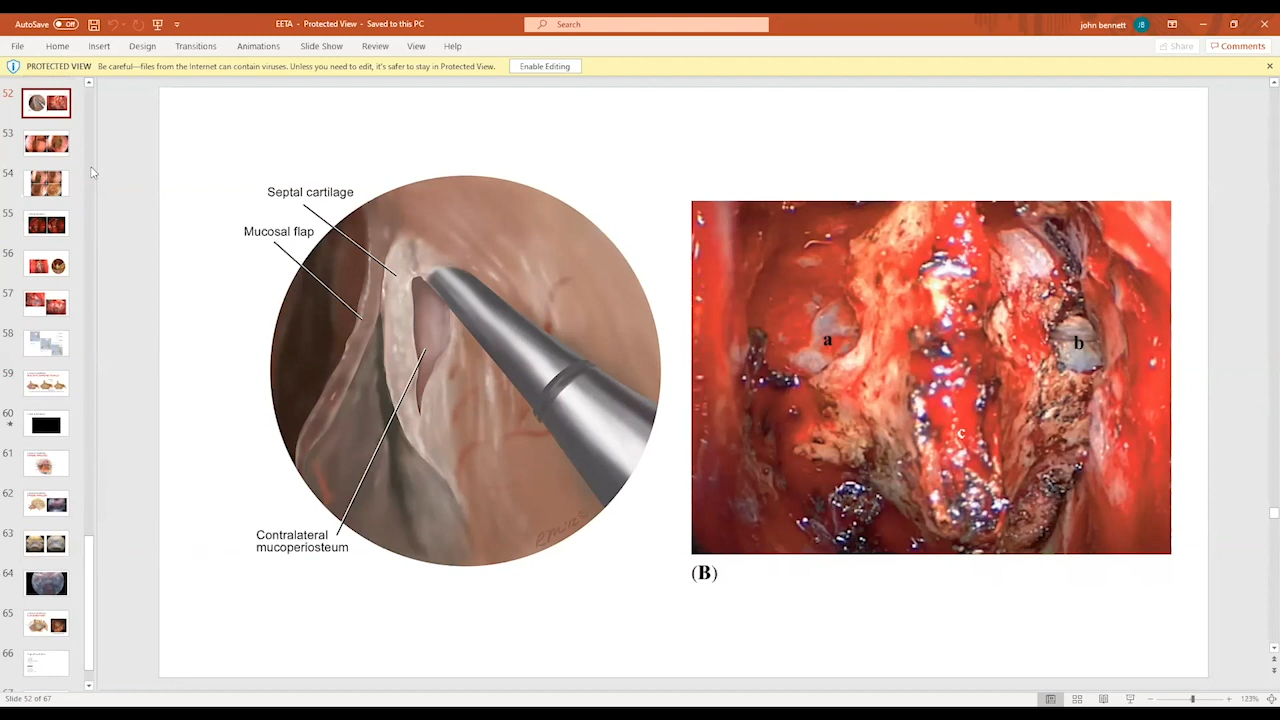 AutoSave Off
EETA - Protected View - Saved to this PC
Search
john bennett
JB
File Home Insert Design Transitions Animations Slide Show Review View Help
Share
Comments
PROTECTED VIEW Be careful—files from the Internet can contain viruses. Unless you need to edit, it's safer to stay in Protected View.
Enable Editing
52
53
54
55
56
57
58
59
60
61
62
63
64
65
66
Septal cartilage
Mucosal flap
Contralateral
mucoperiosteum
a
b
c
(B)
Slide 52 of 67
123%